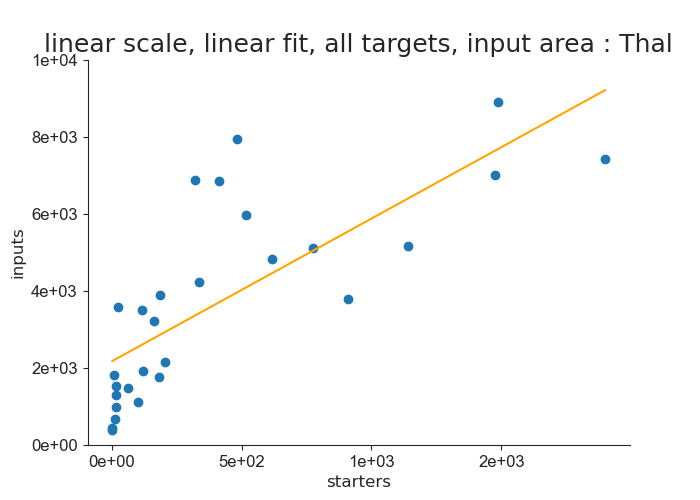 linear scale, linear fit, all targets, input area : Thal
1e+04
8e+03
6e+03
4e+03
2e+03
0e+00
inputs
0e+00 5e+02 1e+03 2e+03
starters